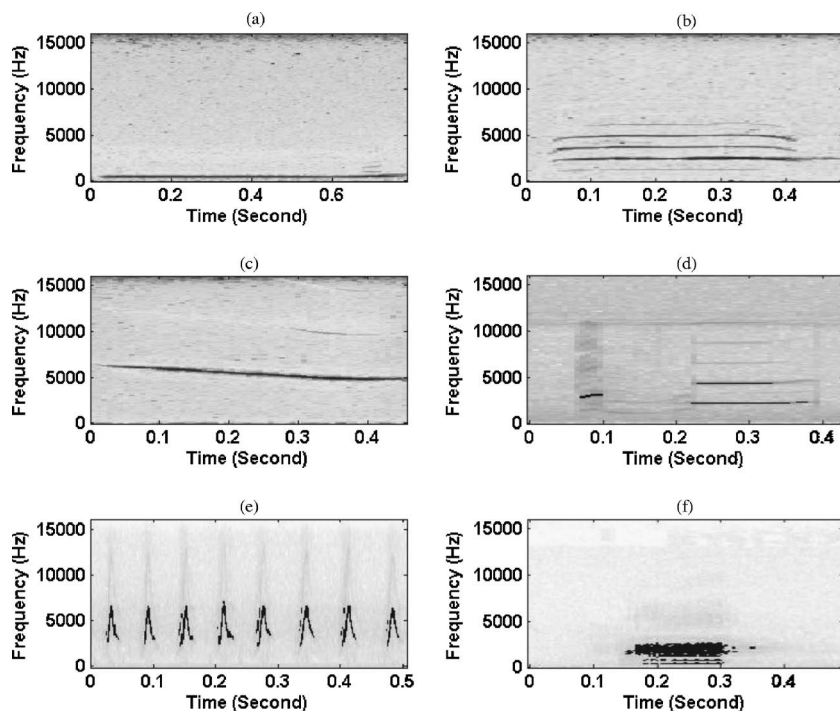 (a)
15000
10000
5000
0
Frequency (Hz)
0 0.2 0.4 0.6
Time (Second)
(b)
15000
10000
5000
0
Frequency (Hz)
0 0.1 0.2 0.3 0.4
Time (Second)
(c)
15000
10000
5000
0
Frequency (Hz)
0 0.1 0.2 0.3 0.4
Time (Second)
(d)
15000
10000
5000
0
Frequency (Hz)
0 0.1 0.2 0.3 0.4
Time (Second)
(e)
15000
10000
5000
0
Frequency (Hz)
0 0.1 0.2 0.3 0.4 0.5
Time (Second)
(f)
15000
10000
5000
0
Frequency (Hz)
0 0.1 0.2 0.3 0.4
Time (Second)